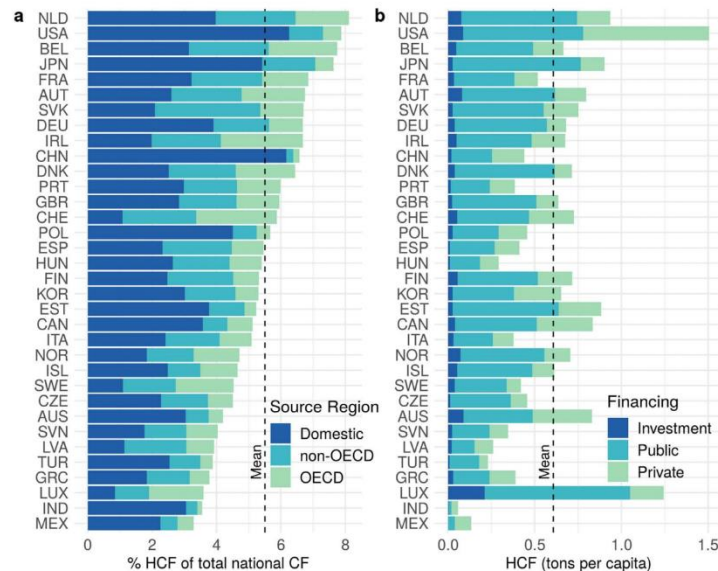 a
b
NLD
USA
BEL
JPN
FRA
AUT
SVK
DEU
IRL
CHN
DNK
PRT
GBR
CHE
POL
ESP
HUN
FIN
KOR
EST
CAN
ITA
NOR
ISL
SWE
CZE
AUS
SVN
LVA
TUR
GRC
LUX
IND
MEX
Source Region
Domestic
non-OECD
OECD
Mean
0 2 4 6 8
% HCF of total national CF
NLD
USA
BEL
JPN
FRA
AUT
SVK
DEU
IRL
CHN
DNK
PRT
GBR
CHE
POL
ESP
HUN
FIN
KOR
EST
CAN
ITA
NOR
ISL
SWE
CZE
AUS
SVN
LVA
TUR
GRC
LUX
IND
MEX
Financing
Investment
Public
Private
Mean
0.0 0.5 1.0 1.5
HCF (tons per capita)